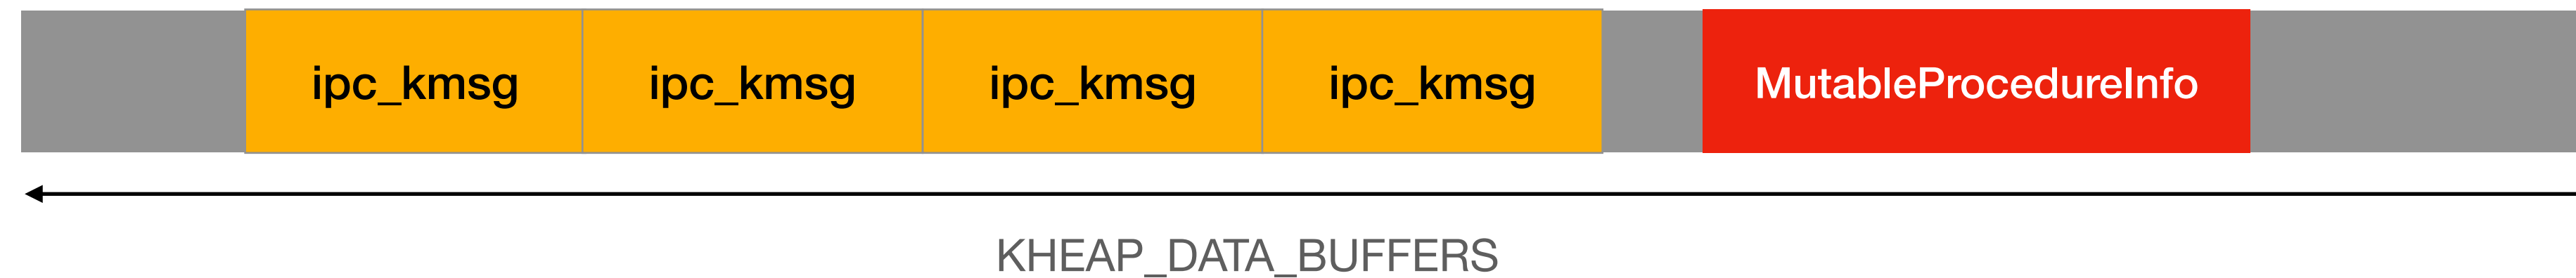 ipc_kmsg ipc_kmsg ipc_kmsg ipc_kmsg MutableProcedureInfo
KHEAP_DATA_BUFFERS